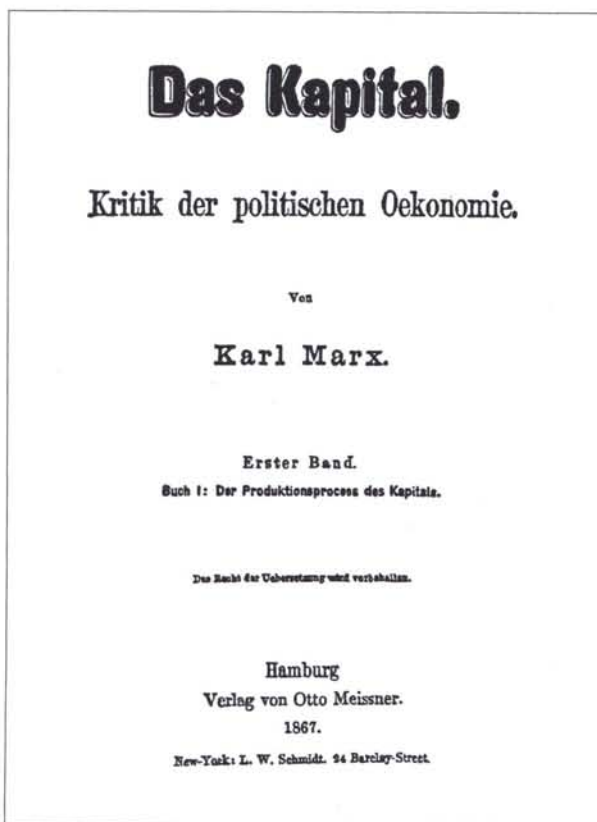 Das Kapital.
Kritik der politischen Oekonomie.
Von
Karl Marx.
Erster Band.
Buch I: Der Produktionsprocess des Kapitals.
Das Recht der Uebersetzung wird vorbehalten.
Hamburg
Verlag von Otto Meissner.
1867.
New-York: L. W. Schmidt. 24 Barclay-Street.